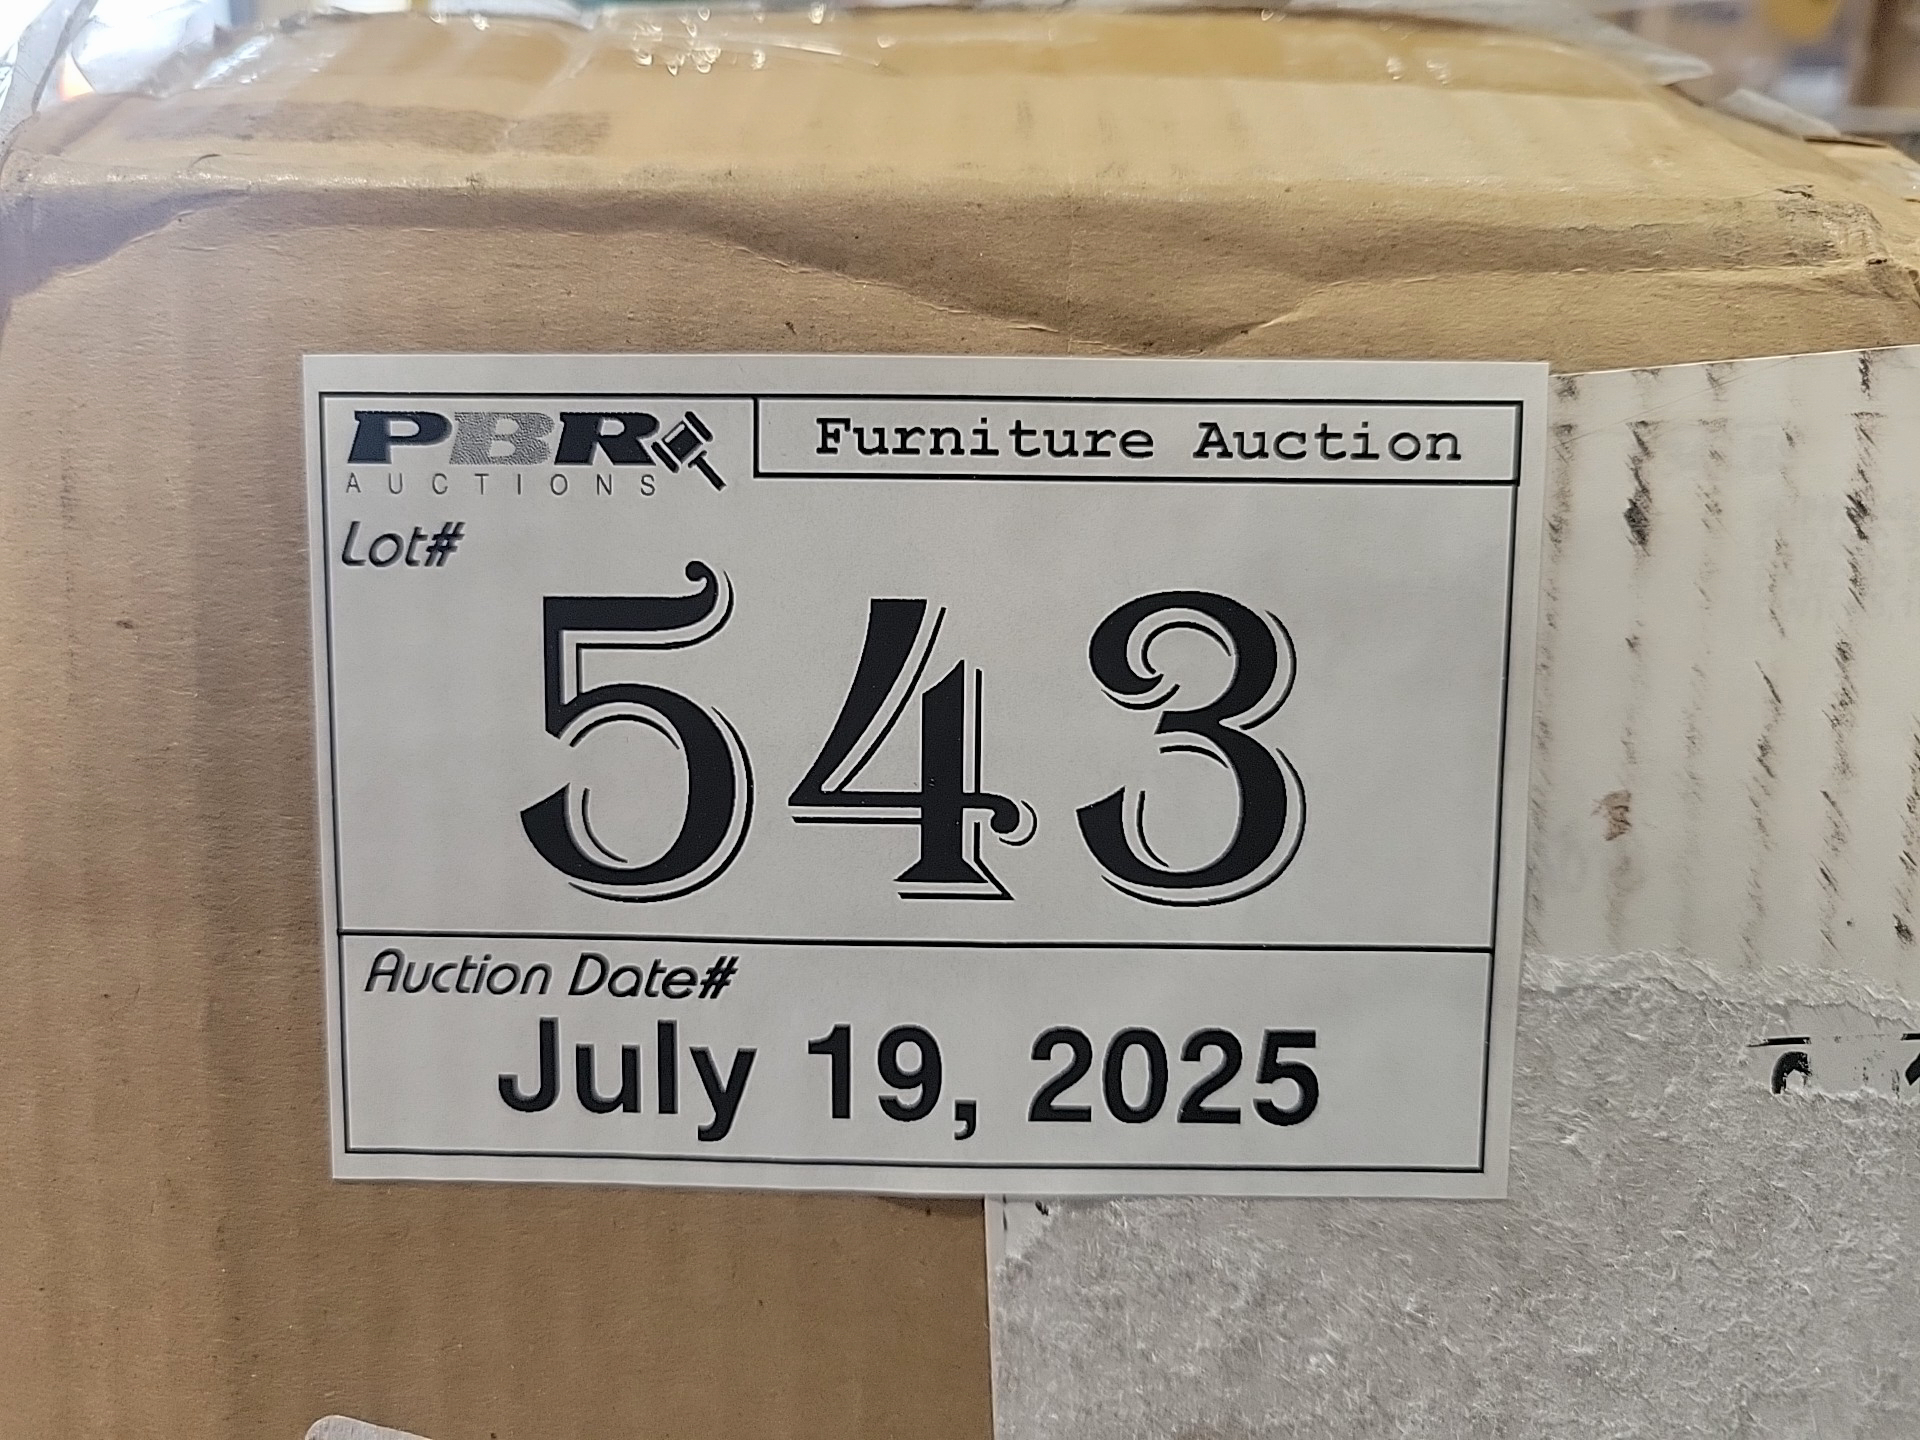 PBR
AUCTIONS
Furniture Auction
Lot#
543
Auction Date#
July 19, 2025